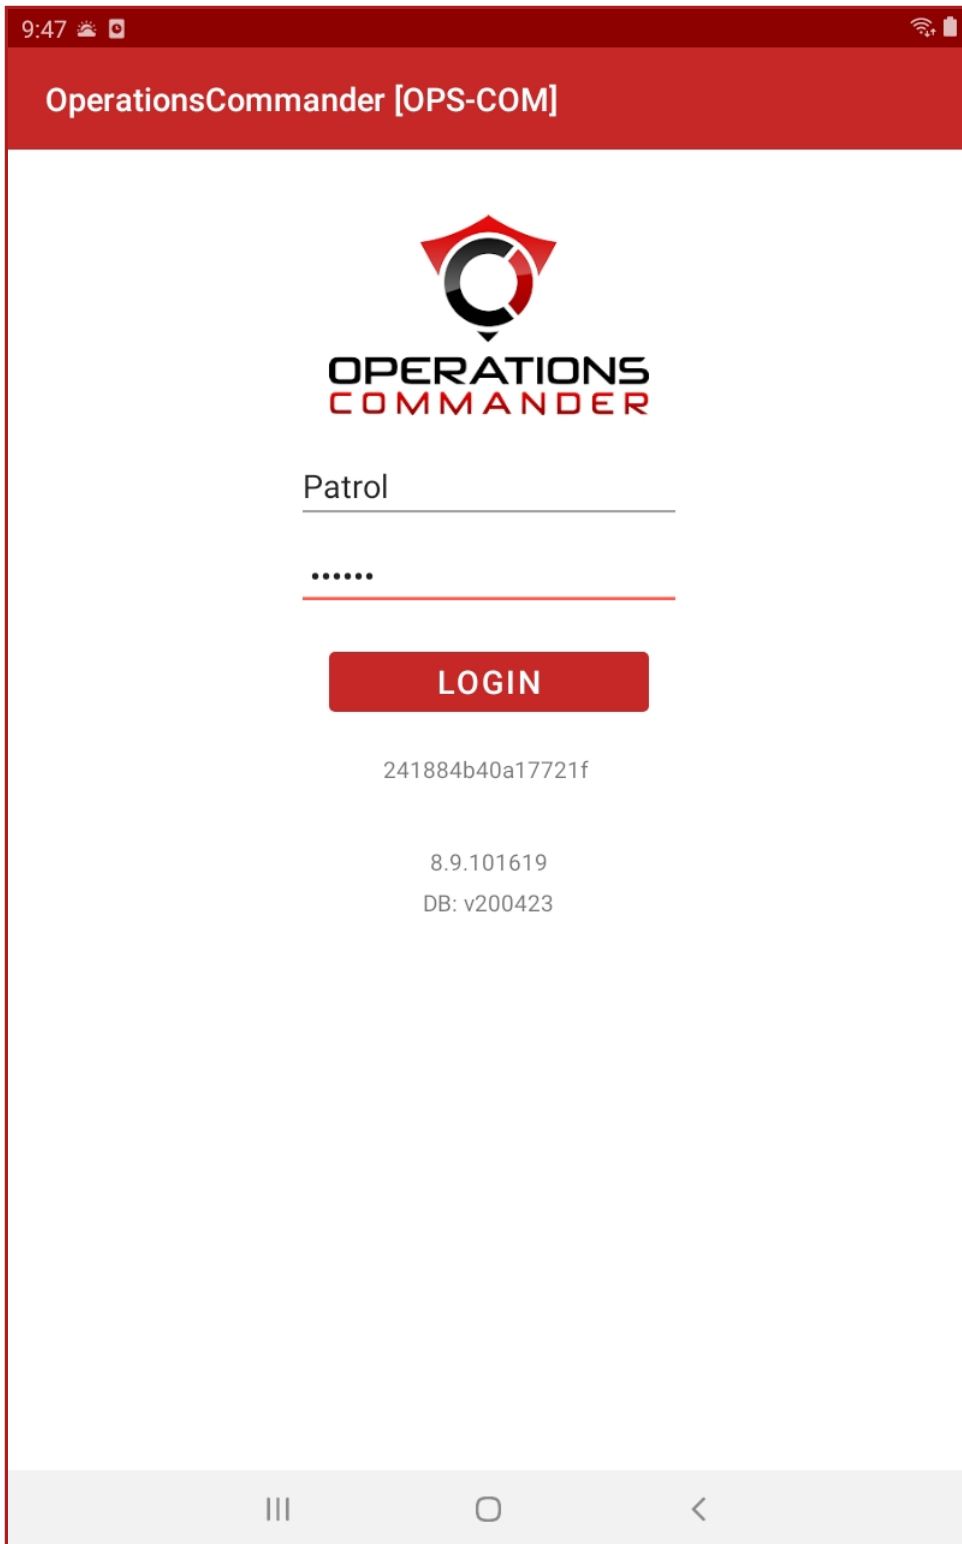 9:47
OperationsCommander [OPS-COM]
OPERATIONS
COMMANDER
Patrol
••••••
LOGIN
241884b40a17721f
8.9.101619
DB: v200423